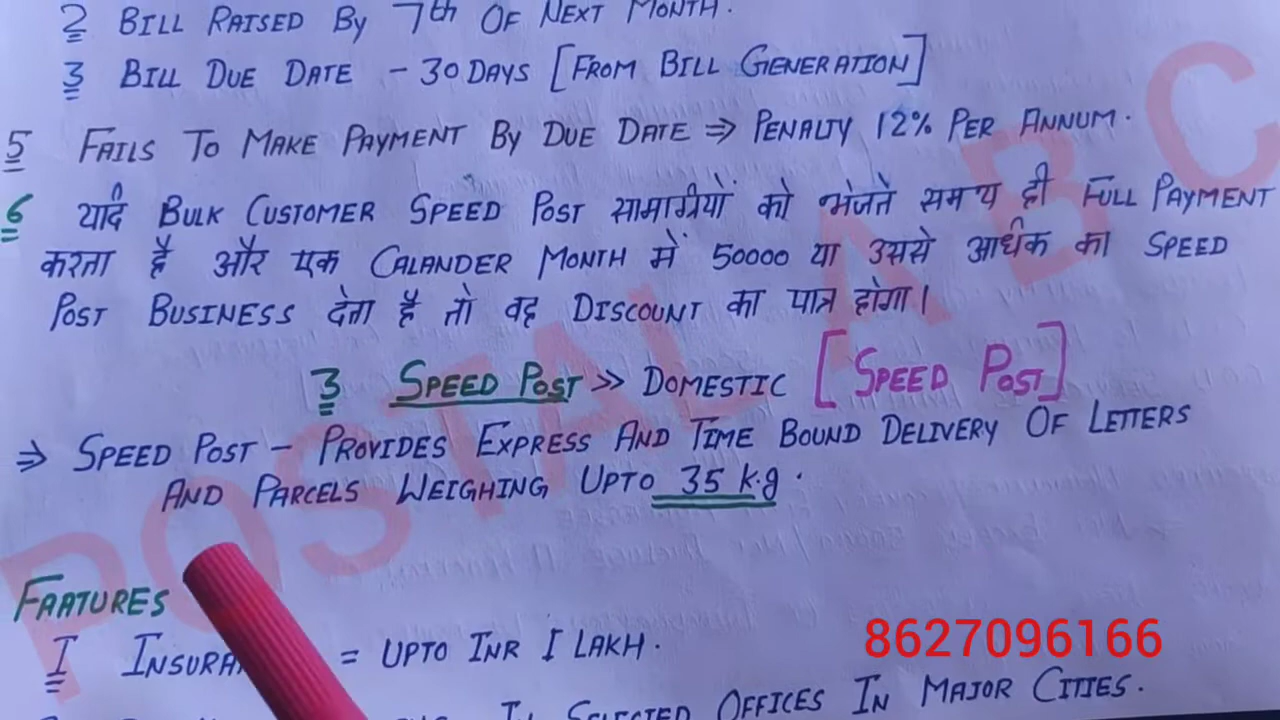 2 BILL RAISED BY 7th OF NEXT MONTH.
3 BILL DUE DATE - 30 DAYS [FROM BILL GENERATION]
5 FAILS TO MAKE PAYMENT BY DUE DATE ⇒ PENALTY 12% PER ANNUM.
6 यदि BULK CUSTOMER SPEED POST सामाग्रीयों को भेजते समय ही FULL PAYMENT
करता है और एक CALANDER MONTH में 50000 या उससे अधिक का SPEED
POST BUSINESS देता है तो वह DISCOUNT का पात्र होगा।
3 SPEED POST >> DOMESTIC [SPEED POST]
⇒ SPEED POST - PROVIDES EXPRESS AND TIME BOUND DELIVERY OF LETTERS
AND PARCELS WEIGHING UPTO 35 k.g.
FAATURES
I = UPTO INR I LAKH.
8627096166
IN SELECTED OFFICES IN MAJOR CITIES.
POSTAL ABC